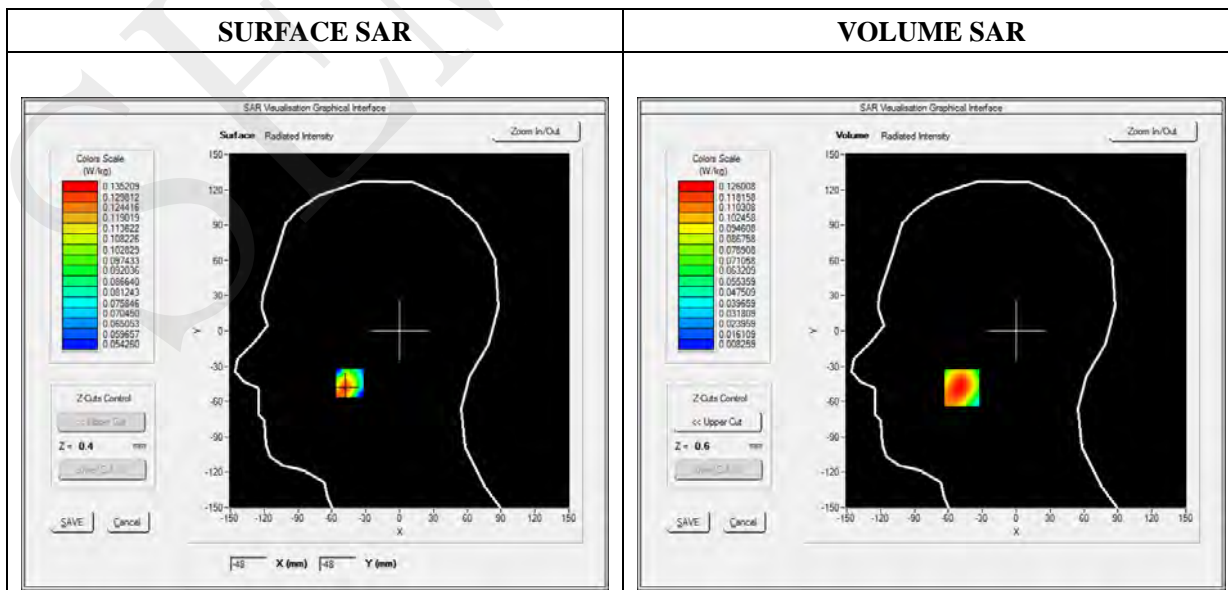 SURFACE SAR
SAR Visualisation Graphical Interface
Surface Radiated Intensity
Zoom In/Out
Colors Scale
(W/kg)
0.135209
0.129812
0.124416
0.119019
0.113622
0.108226
0.102829
0.097433
0.092036
0.086640
0.081243
0.075846
0.070450
0.065053
0.059657
0.054260
Z-Cuts Control
<< Upper Cut
Z = 0.4 mm
SAVE Cancel
150
120
90
60
30
0
-30
-60
-90
-120
-150
Y
-150 -120 -90 -60 -30 0 30 60 90 120 150
X
-48 X (mm) -48 Y (mm)
VOLUME SAR
SAR Visualisation Graphical Interface
Volume Radiated Intensity
Zoom In/Out
Colors Scale
(W/kg)
0.126008
0.118158
0.110308
0.102458
0.094608
0.086758
0.078908
0.071058
0.063209
0.055359
0.047509
0.039659
0.031809
0.023959
0.016109
0.008259
Z-Cuts Control
<< Upper Cut
Z = 0.6 mm
SAVE Cancel
150
120
90
60
30
0
-30
-60
-90
-120
-150
Y
-150 -120 -90 -60 -30 0 30 60 90 120 150
X